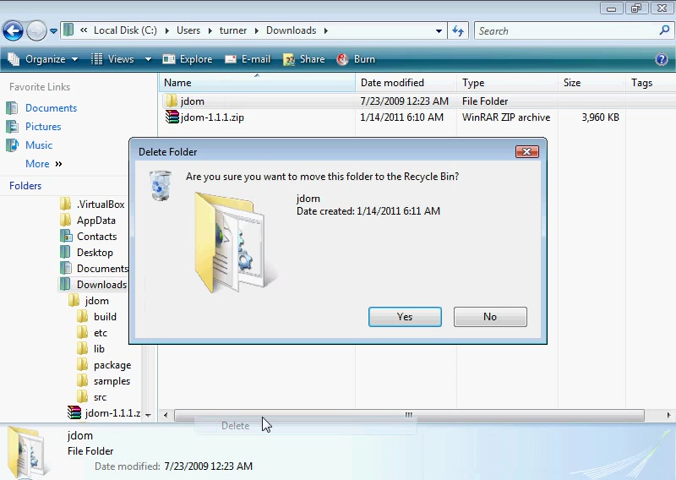 Local Disk (C:) ▸ Users ▸ turner ▸ Downloads ▸
Search
Organize Views Explore E-mail Share Burn
Favorite Links
Documents
Pictures
Music
More »
Folders
.VirtualBox
AppData
Contacts
Desktop
Documents
Downloads
jdom
build
etc
lib
package
samples
src
jdom-1.1.1.z
Name Date modified Type Size Tags
jdom 7/23/2009 12:23 AM File Folder
jdom-1.1.1.zip 1/14/2011 6:10 AM WinRAR ZIP archive 3,960 KB
Delete Folder
Are you sure you want to move this folder to the Recycle Bin?
jdom
Date created: 1/14/2011 6:11 AM
Yes No
Delete
jdom
File Folder
Date modified: 7/23/2009 12:23 AM